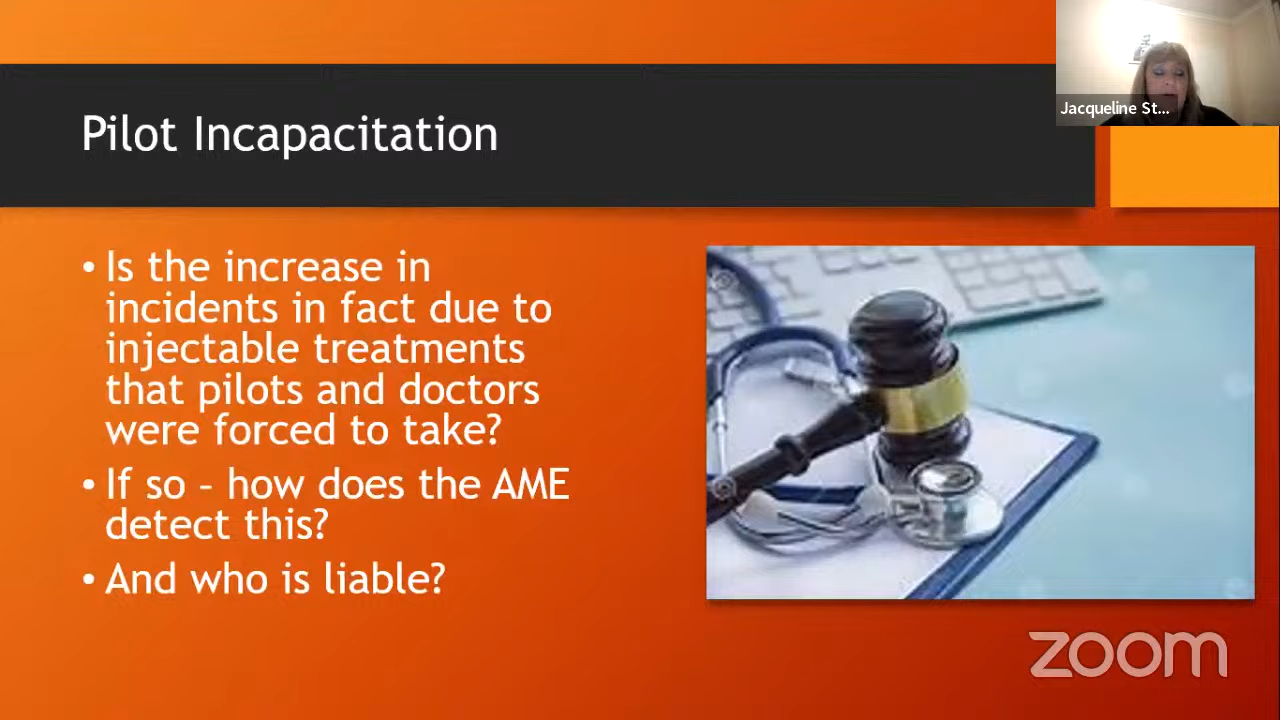 Jacqueline St...
Pilot Incapacitation
• Is the increase in
incidents in fact due to
injectable treatments
that pilots and doctors
were forced to take?
• If so – how does the AME
detect this?
• And who is liable?
zoom